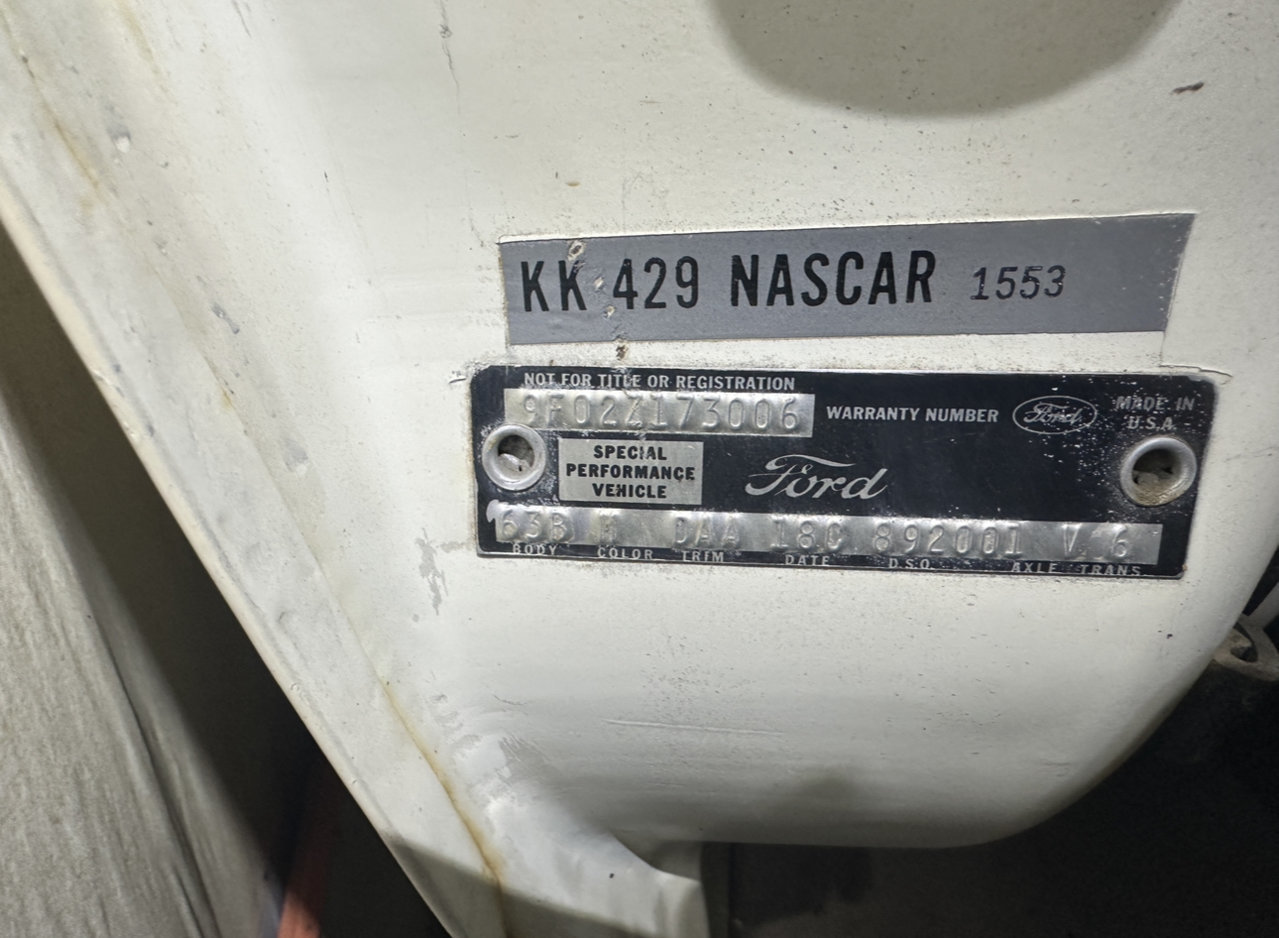 KK 429 NASCAR 1553
NOT FOR TITLE OR REGISTRATION
9F02Z173006 WARRANTY NUMBER Ford MADE IN U.S.A.
SPECIAL PERFORMANCE VEHICLE
Ford
63B H DAA 18C 892001 V 6
BODY COLOR TRIM DATE D.S.O. AXLE TRANS.